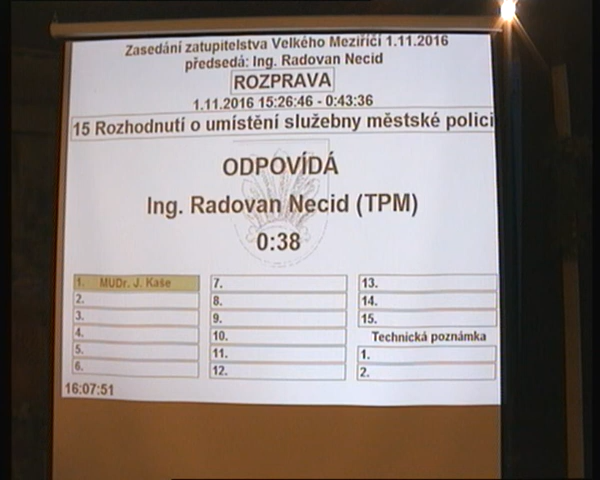 Zasedání zatupitelstva Velkého Meziříčí 1.11.2016
předsedá: Ing. Radovan Necid
ROZPRAVA
1.11.2016 15:26:46 - 0:43:36
15 Rozhodnutí o umístění služebny městské polici
ODPOVÍDÁ
Ing. Radovan Necid (TPM)
0:38
1. MUDr. J. Kaše
2.
3.
4.
5.
6.
7.
8.
9.
10.
11.
12.
13.
14.
15.
Technická poznámka
1.
2.
16:07:51